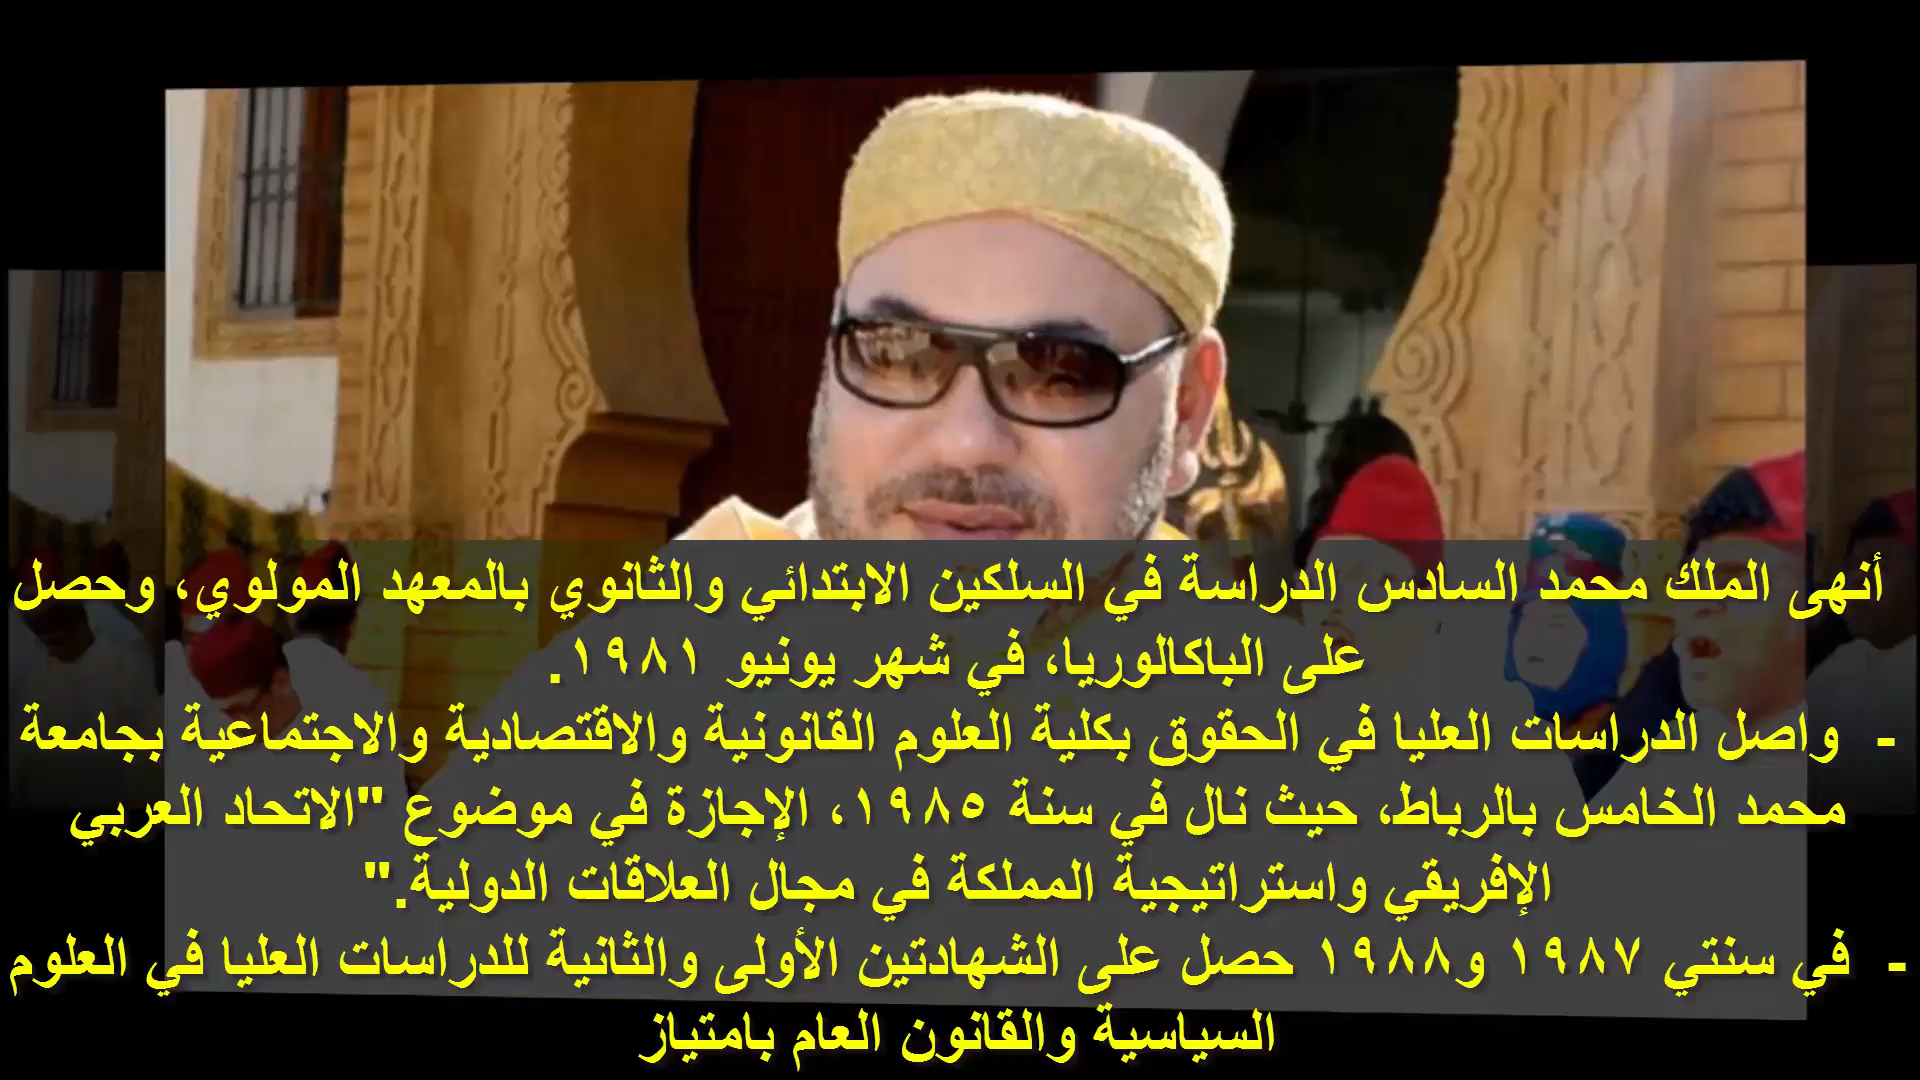 أنهى الملك محمد السادس الدراسة في السلكين الابتدائي والثانوي بالمعهد المولوي، وحصل
على الباكالوريا، في شهر يونيو ١٩٨١.
- واصل الدراسات العليا في الحقوق بكلية العلوم القانونية والاقتصادية والاجتماعية بجامعة
محمد الخامس بالرباط، حيث نال في سنة ١٩٨٥، الإجازة في موضوع "الاتحاد العربي
الإفريقي واستراتيجية المملكة في مجال العلاقات الدولية."
- في سنتي ١٩٨٧ و١٩٨٨ حصل على الشهادتين الأولى والثانية للدراسات العليا في العلوم
السياسية والقانون العام بامتياز